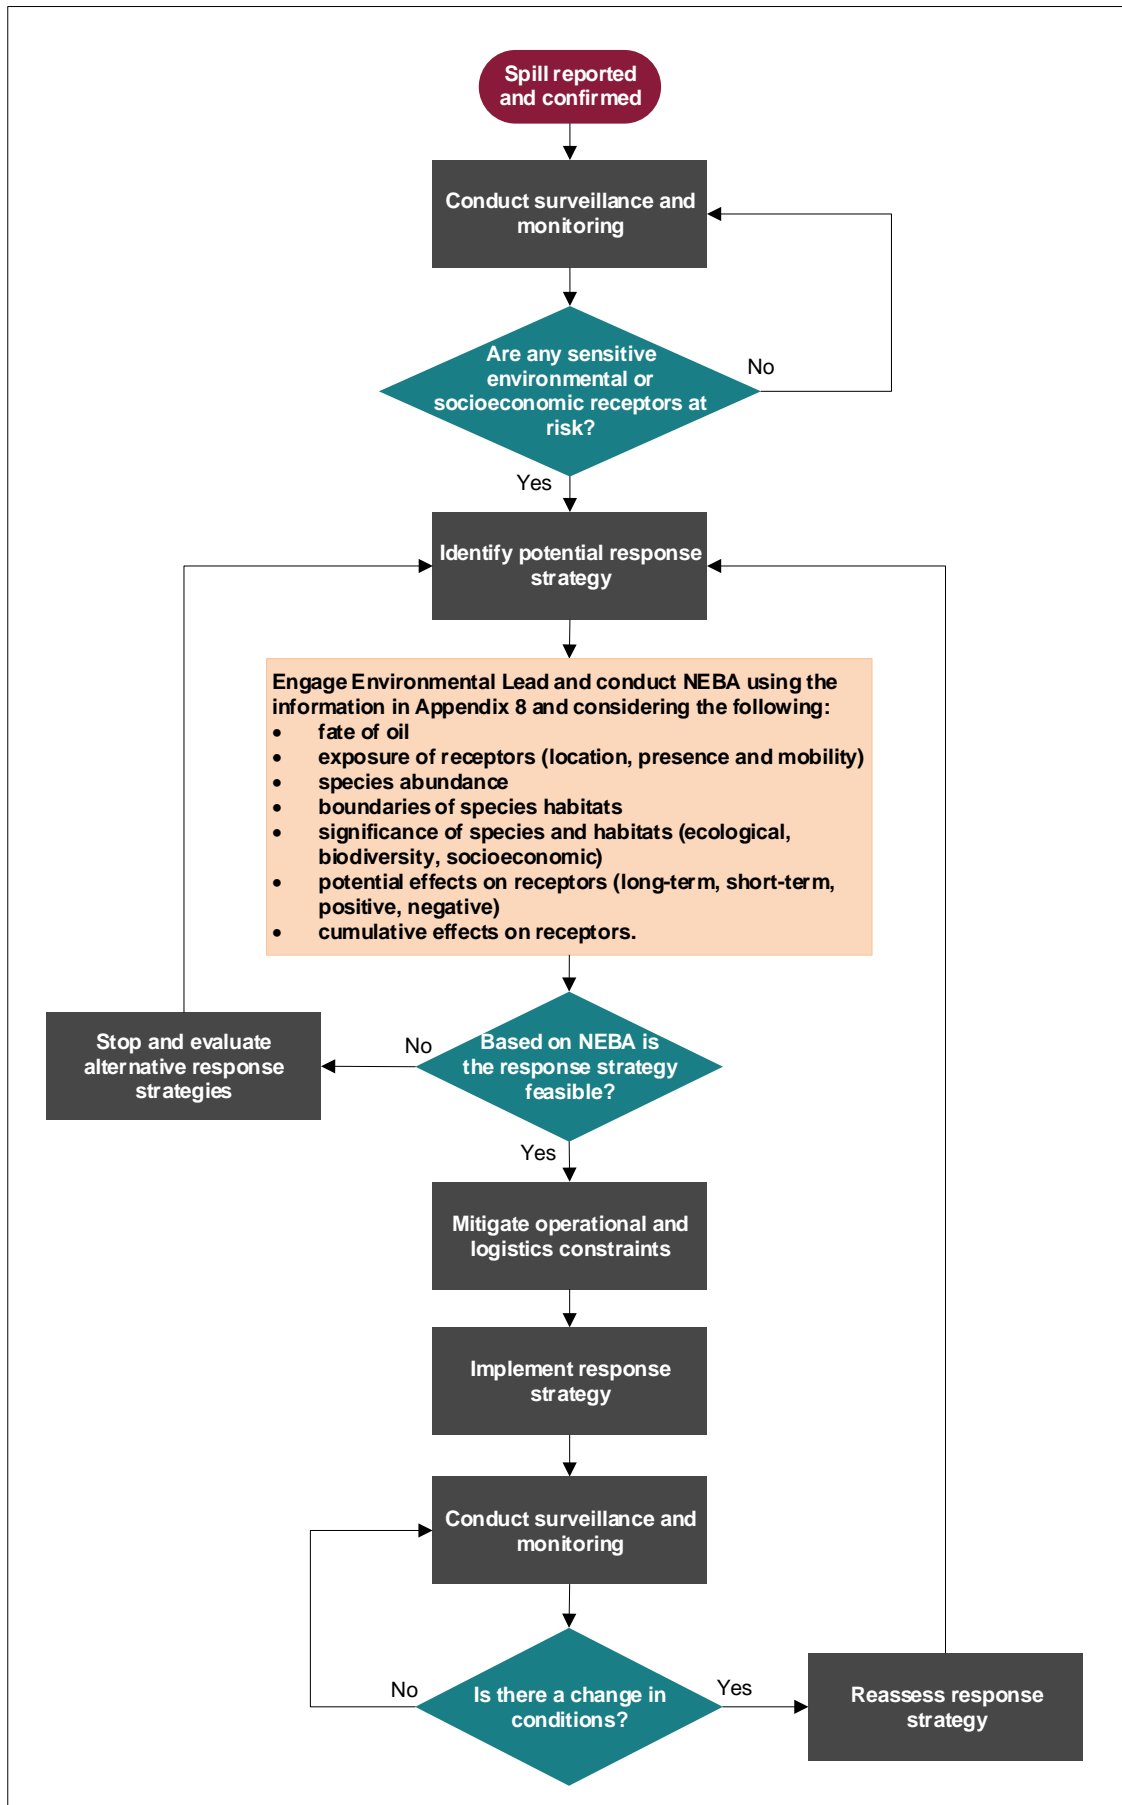 Spill reported
and confirmed
Conduct surveillance and
monitoring
Are any sensitive
environmental or
socioeconomic receptors at
risk?
No
Yes
Identify potential response
strategy
Engage Environmental Lead and conduct NEBA using the
information in Appendix 8 and considering the following:
• fate of oil
• exposure of receptors (location, presence and mobility)
• species abundance
• boundaries of species habitats
• significance of species and habitats (ecological,
biodiversity, socioeconomic)
• potential effects on receptors (long-term, short-term,
positive, negative)
• cumulative effects on receptors.
Stop and evaluate
alternative response
strategies
No
Based on NEBA is
the response strategy
feasible?
Yes
Mitigate operational and
logistics constraints
Implement response
strategy
Conduct surveillance and
monitoring
No
Is there a change in
conditions?
Yes
Reassess response
strategy